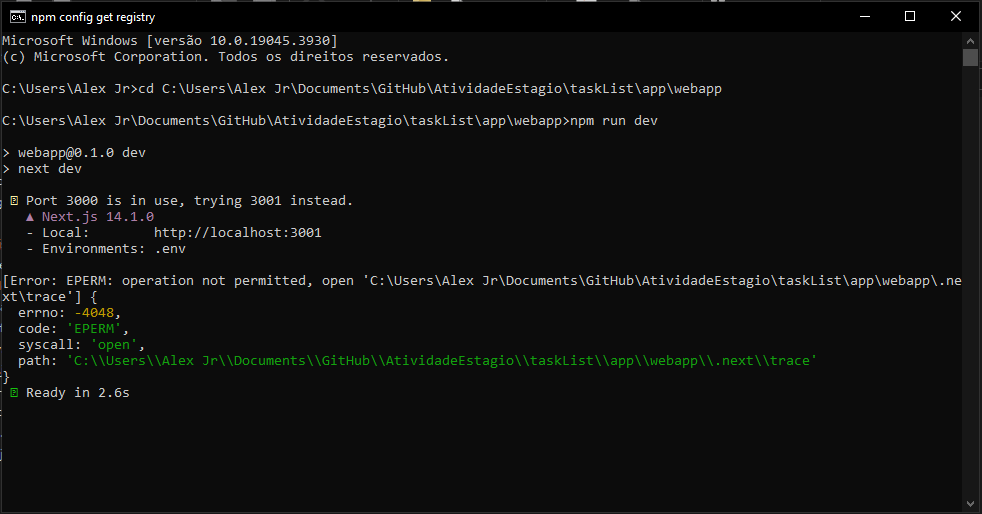 npm config get registry
Microsoft Windows [versão 10.0.19045.3930]
(c) Microsoft Corporation. Todos os direitos reservados.
C:\Users\Alex Jr>cd C:\Users\Alex Jr\Documents\GitHub\AtividadeEstagio\taskList\app\webapp
C:\Users\Alex Jr\Documents\GitHub\AtividadeEstagio\taskList\app\webapp>npm run dev
> webapp@0.1.0 dev
> next dev
Port 3000 is in use, trying 3001 instead.
▲ Next.js 14.1.0
- Local:        http://localhost:3001
- Environments: .env
[Error: EPERM: operation not permitted, open 'C:\Users\Alex Jr\Documents\GitHub\AtividadeEstagio\taskList\app\webapp\.ne
xt\trace'] {
  errno: -4048,
  code: 'EPERM',
  syscall: 'open',
  path: 'C:\\Users\\Alex Jr\\Documents\\GitHub\\AtividadeEstagio\\taskList\\app\\webapp\\.next\\trace'
}
Ready in 2.6s